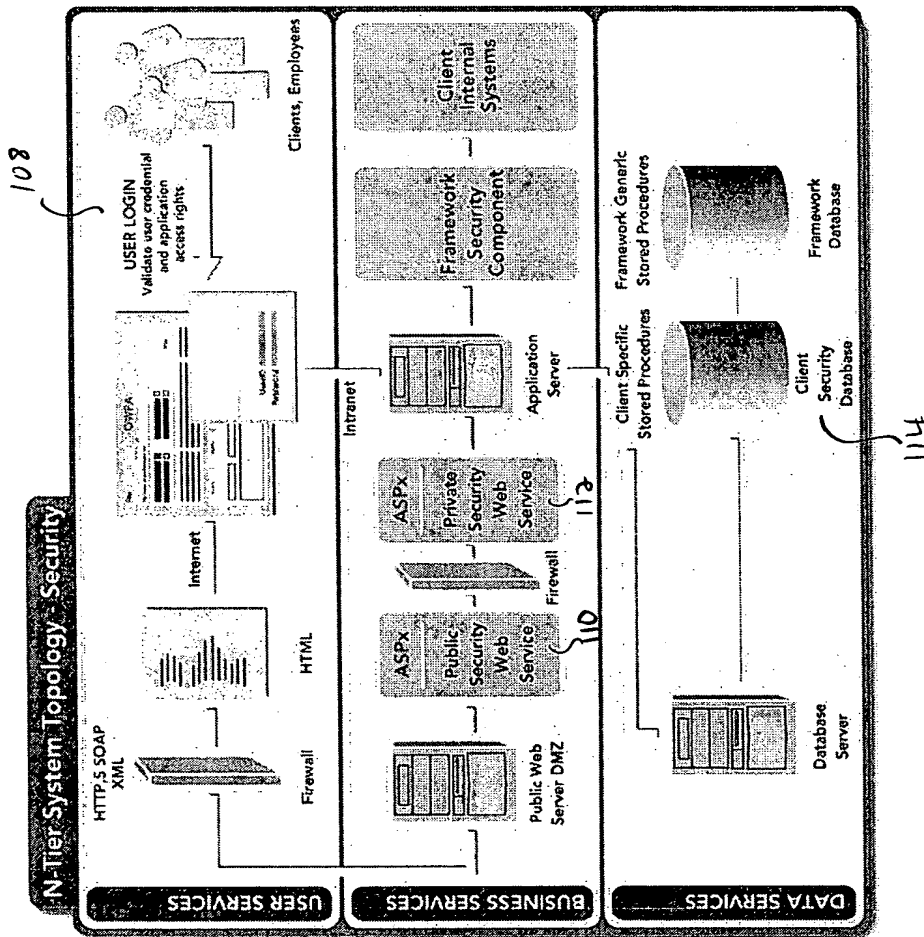 N-Tier System Topology - Security
USER SERVICES
HTTP,S SOAP
XML
Firewall
HTML
Internet
USER LOGIN
Validato user credential
and application
access rights
Clients, Employees
108
Intranet
BUSINESS SERVICES
Public Web
Server DMZ
ASPx
Public
Security
Web
Service
110
Firewall
ASPx
Private
Security
Web
Service
112
Application
Server
Framework
Security
Component
Client
Internal
Systems
DATA SERVICES
Database
Server
Client Specific
Stored Procedures
Client
Security
Database
114
Framework Generic
Stored Procedures
Framework
Database